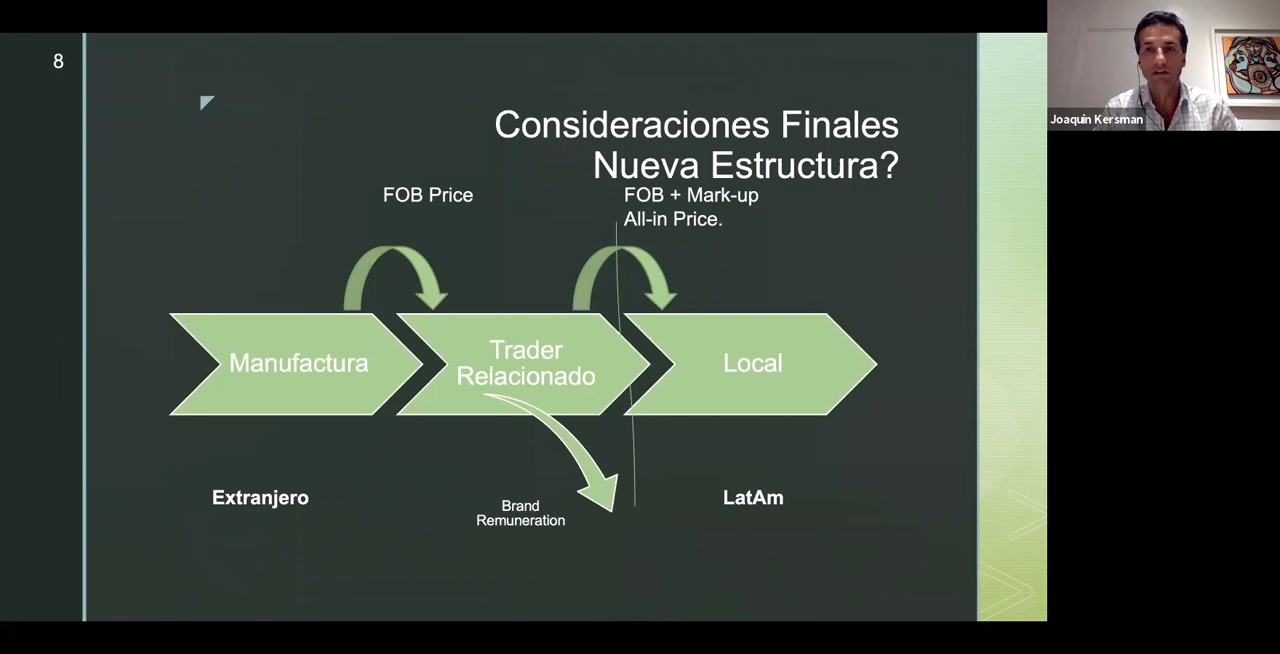 8
Consideraciones Finales
Nueva Estructura?
FOB Price
FOB + Mark-up
All-in Price.
Manufactura
Trader
Relacionado
Local
Extranjero
Brand
Remuneration
LatAm
Joaquin Kersman